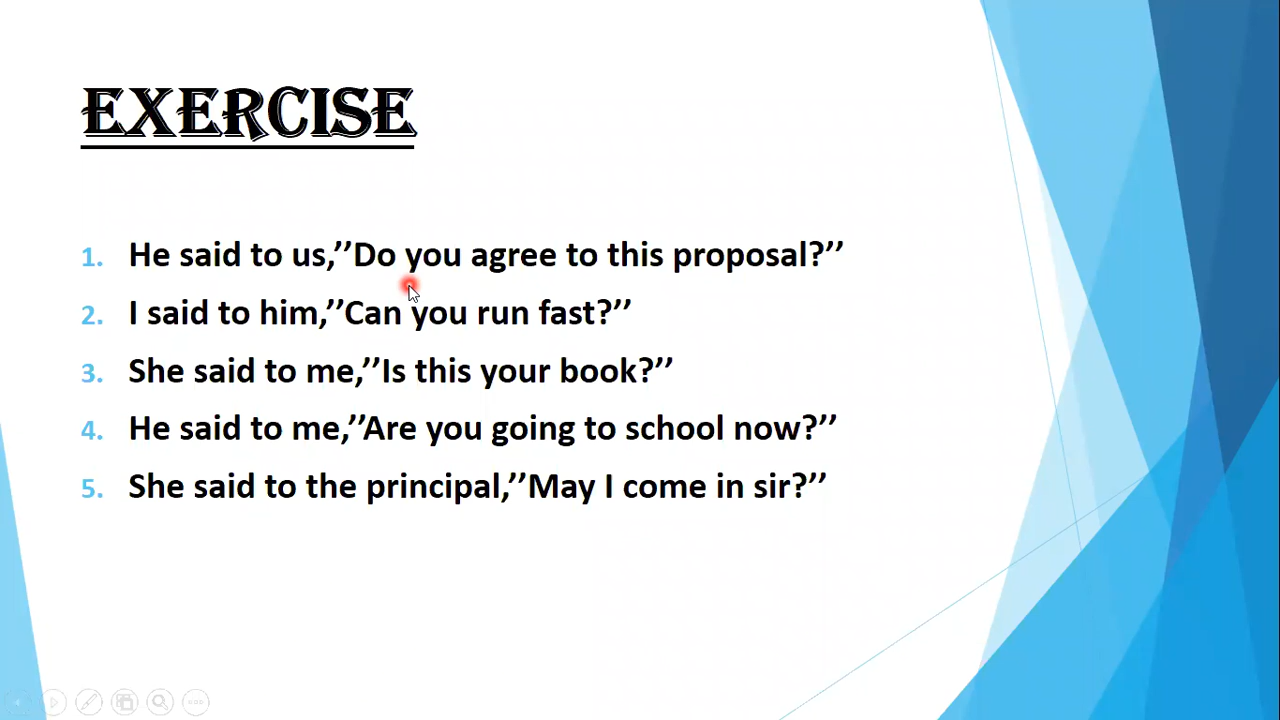 EXERCISE
1. He said to us,’’Do you agree to this proposal?’’
2. I said to him,’’Can you run fast?’’
3. She said to me,’’Is this your book?’’
4. He said to me,’’Are you going to school now?’’
5. She said to the principal,’’May I come in sir?’’